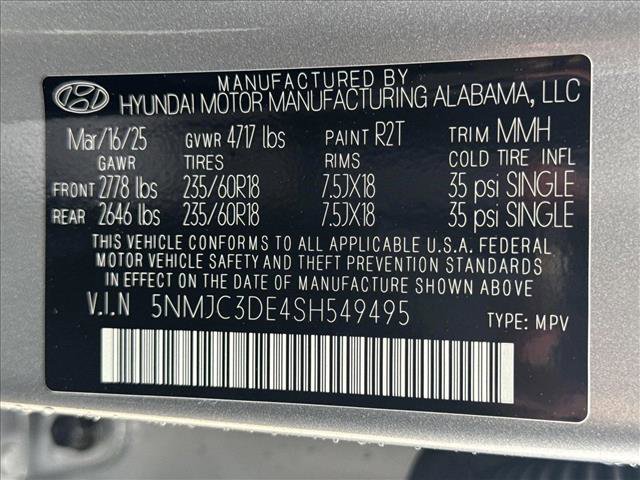 MANUFACTURED BY
HYUNDAI MOTOR MANUFACTURING ALABAMA, LLC
Mar/16/25 GVWR 4717 lbs PAINT R2T TRIM MMH
GAWR TIRES RIMS COLD TIRE INFL
FRONT 2778 lbs 235/60R18 7.5JX18 35 psi SINGLE
REAR 2646 lbs 235/60R18 7.5JX18 35 psi SINGLE
THIS VEHICLE CONFORMS TO ALL APPLICABLE U.S.A. FEDERAL
MOTOR VEHICLE SAFETY AND THEFT PREVENTION STANDARDS
IN EFFECT ON THE DATE OF MANUFACTURE SHOWN ABOVE
V.I.N 5NMJC3DE4SH549495 TYPE: MPV